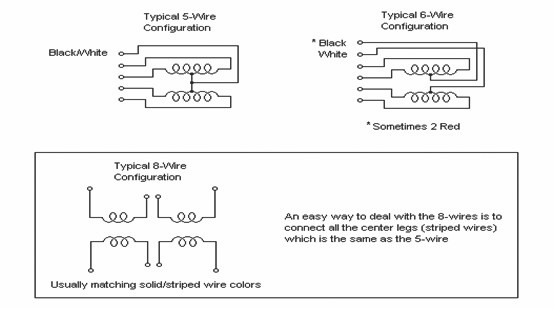 Typical 5-Wire
Configuration
Black/White
Typical 6-Wire
Configuration
* Black
White
* Sometimes 2 Red
Typical 8-Wire
Configuration
An easy way to deal with the 8-wires is to
connect all the center legs (striped wires)
which is the same as the 5-wire
Usually matching solid/striped wire colors